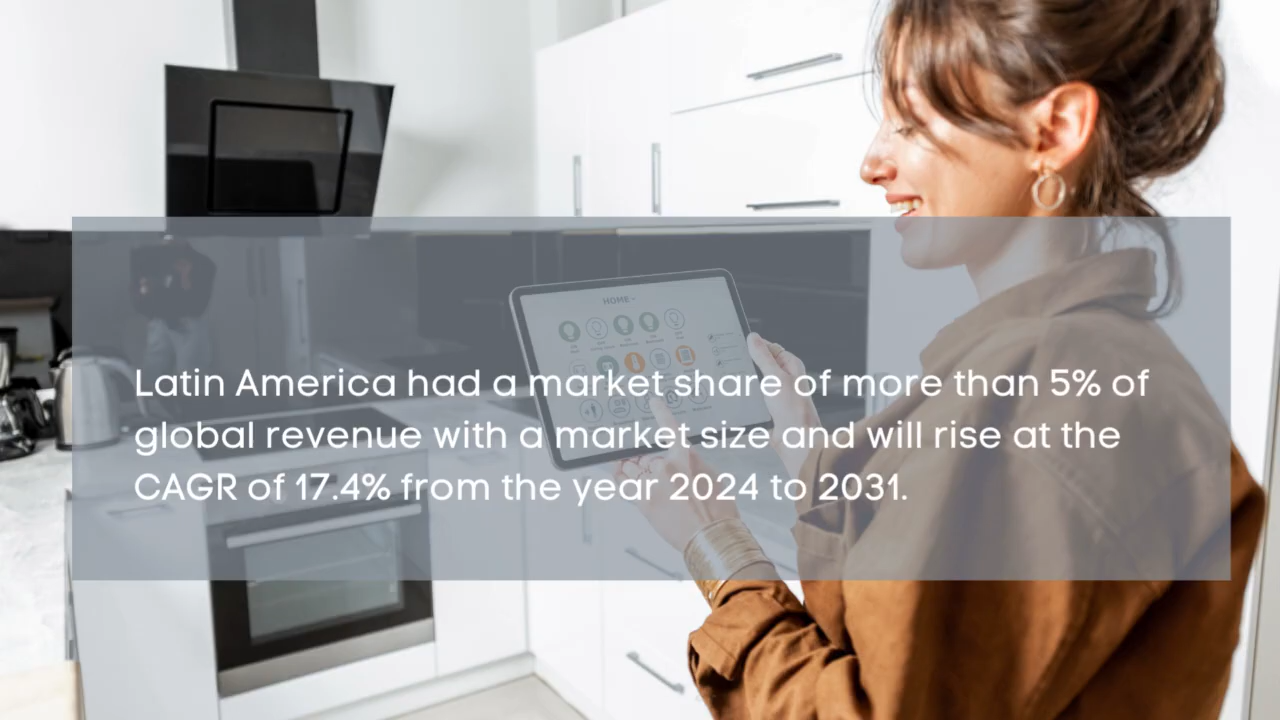 HOME
Latin America had a market share of more than 5% of
global revenue with a market size and will rise at the
CAGR of 17.4% from the year 2024 to 2031.